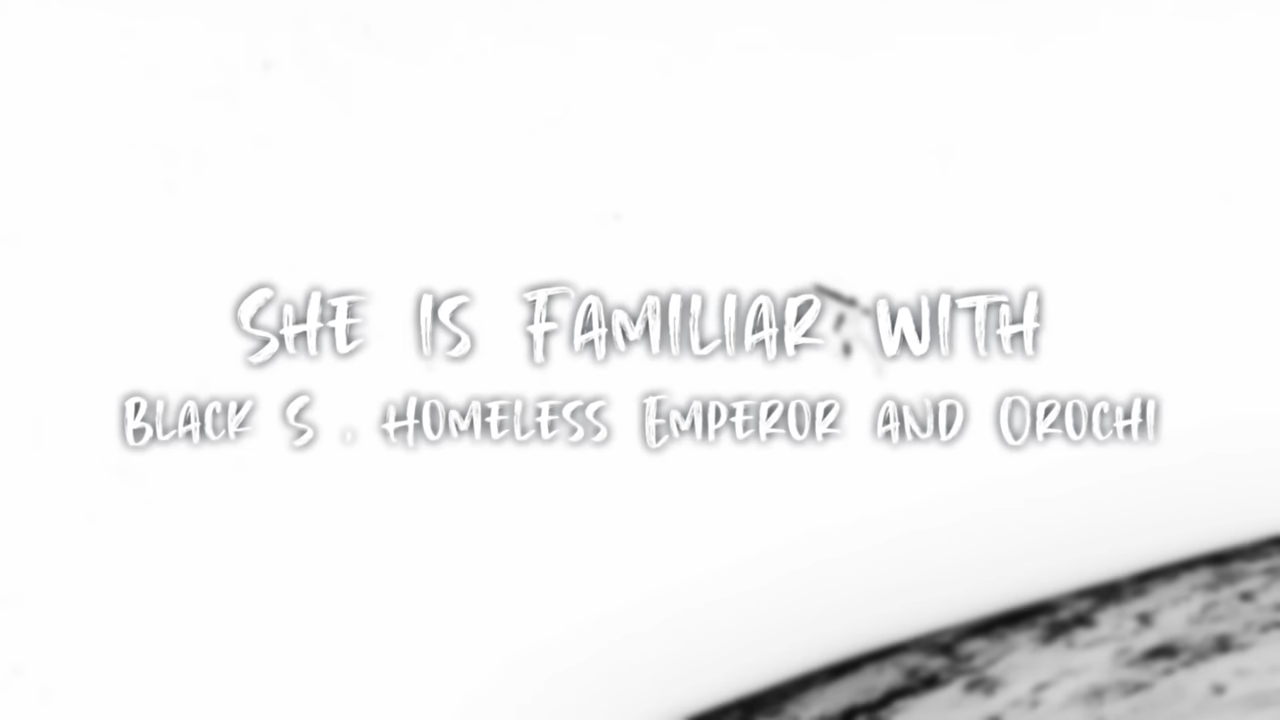 She is Familiar with
Black S , Homeless Emperor and Orochi